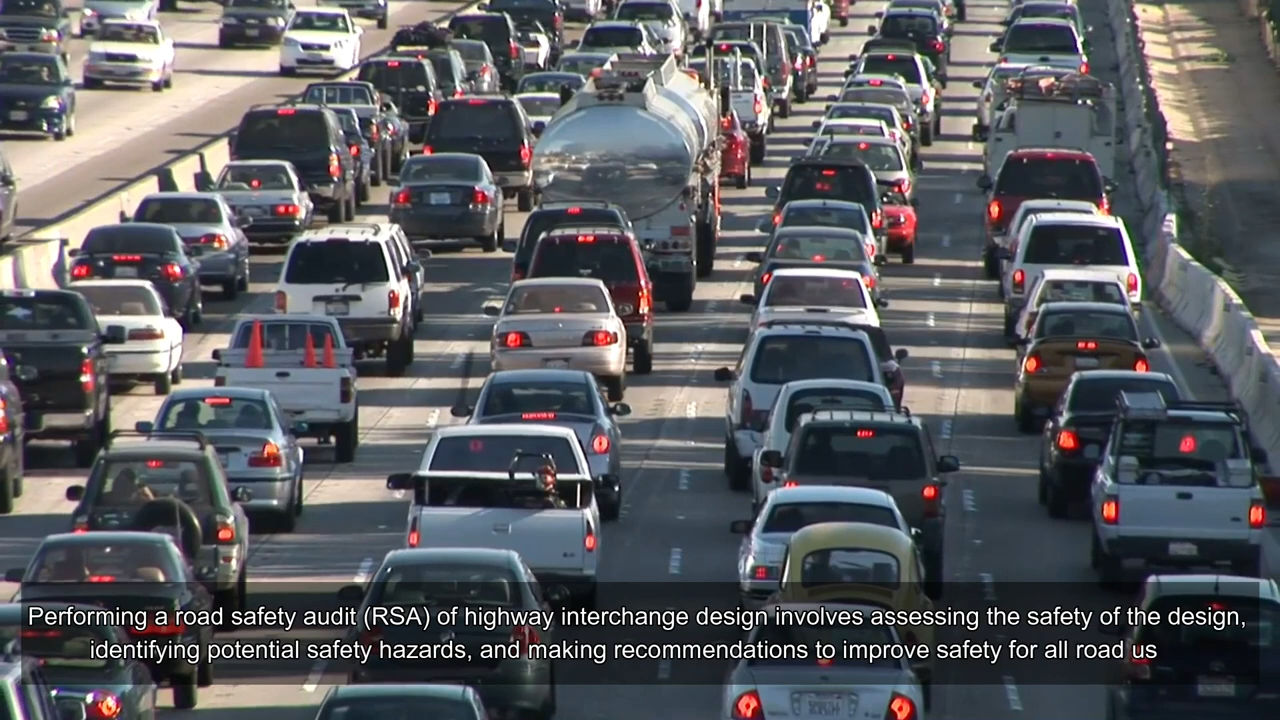 Performing a road safety audit (RSA) of highway interchange design involves assessing the safety of the design,
identifying potential safety hazards, and making recommendations to improve safety for all road us